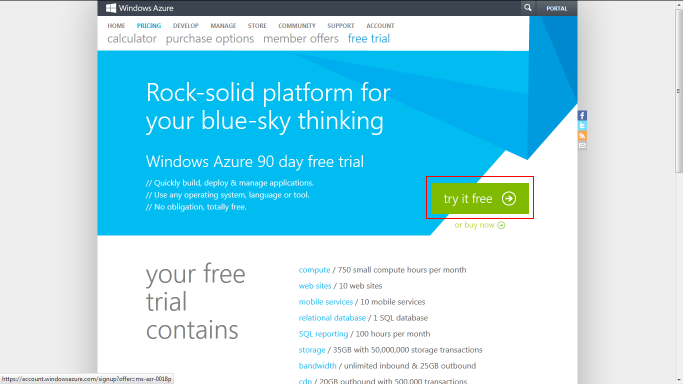 Windows Azure
PORTAL
HOME PRICING DEVELOP MANAGE STORE COMMUNITY SUPPORT ACCOUNT
calculator purchase options member offers free trial
Rock-solid platform for
your blue-sky thinking
Windows Azure 90 day free trial
// Quickly build, deploy & manage applications.
// Use any operating system, language or tool.
// No obligation, totally free.
try it free
or buy now
your free
trial
contains
compute / 750 small compute hours per month
web sites / 10 web sites
mobile services / 10 mobile services
relational database / 1 SQL database
SQL reporting / 100 hours per month
storage / 35GB with 50,000,000 storage transactions
bandwidth / unlimited inbound & 25GB outbound
cdn / 20GB outbound with 500,000 transactions
https://account.windowsazure.com/signup?offer=ms-azr-0018p